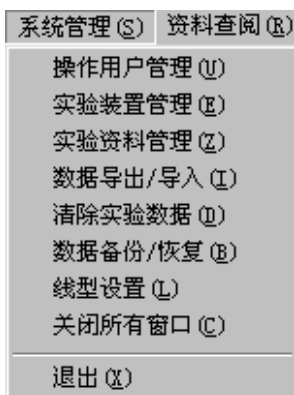 系统管理(S) 资料查阅(R)
操作用户管理(U)
实验装置管理(E)
实验资料管理(Z)
数据导出/导入(I)
清除实验数据(D)
数据备份/恢复(B)
线型设置(L)
关闭所有窗口(C)
退出(X)